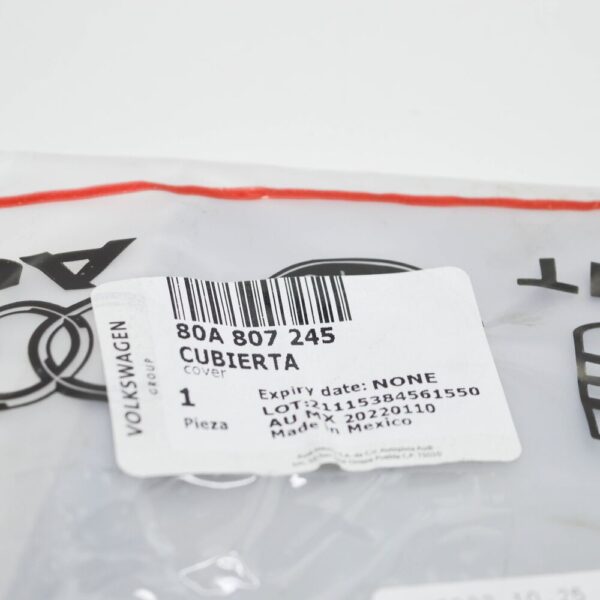 VOLKSWAGEN
GROUP
80A 807 245
CUBIERTA
cover
1
Pieza
Expiry date: NONE
LOT:21115384561550
AU MX 20220110
Made in Mexico